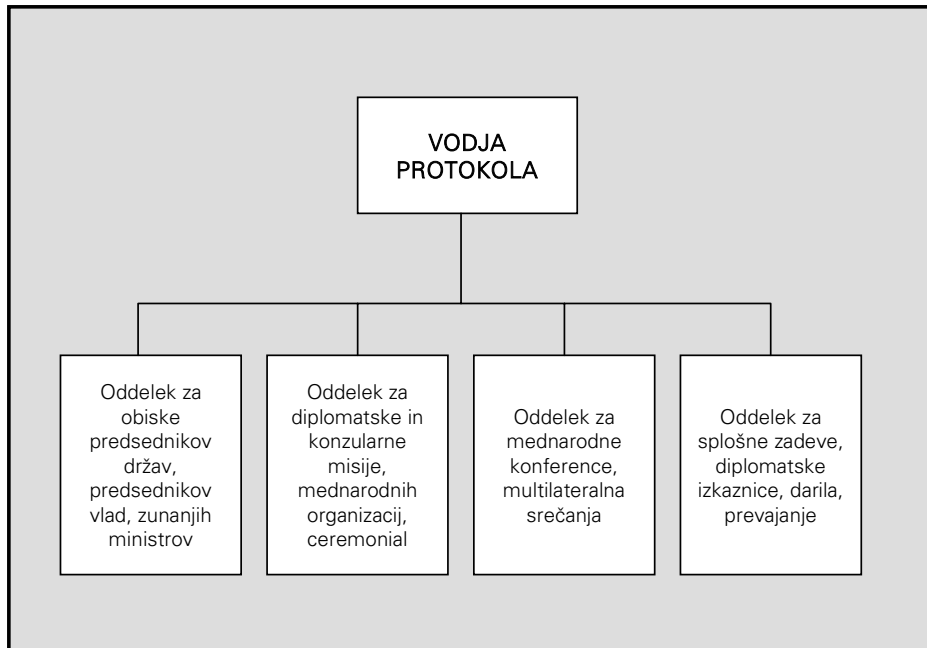 VODJA
PROTOKOLA
Oddelek za
obiske
predsednikov
držav,
predsednikov
vlad, zunanjih
ministrov
Oddelek za
diplomatske in
konzularne
misije,
mednarodnih
organizacij,
ceremonial
Oddelek za
mednarodne
konference,
multilateralna
srečanja
Oddelek za
splošne zadeve,
diplomatske
izkaznice, darila,
prevajanje